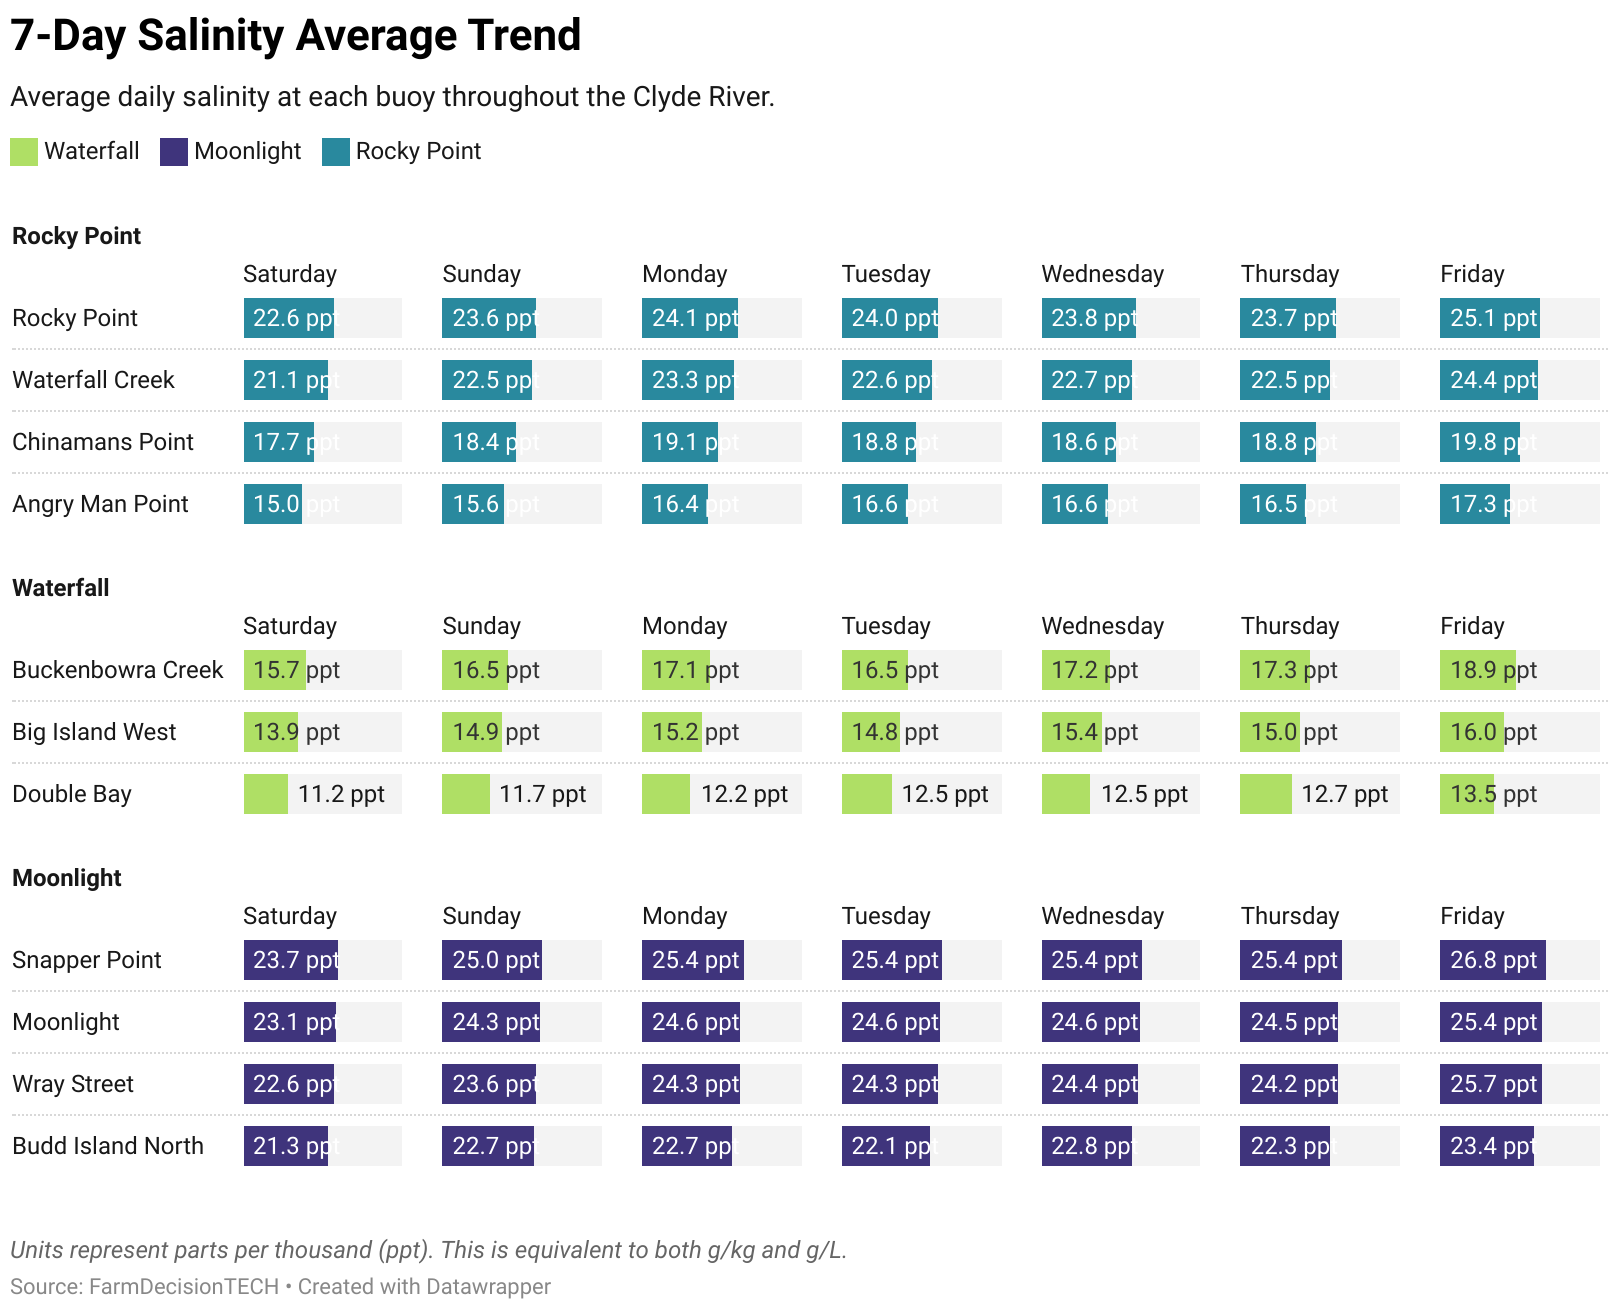 7-Day Salinity Average Trend
Average daily salinity at each buoy throughout the Clyde River.
Waterfall Moonlight Rocky Point
Rocky Point
Saturday Sunday Monday Tuesday Wednesday Thursday Friday
Rocky Point 22.6 ppt 23.6 ppt 24.1 ppt 24.0 ppt 23.8 ppt 23.7 ppt 25.1 ppt
Waterfall Creek 21.1 ppt 22.5 ppt 23.3 ppt 22.6 ppt 22.7 ppt 22.5 ppt 24.4 ppt
Chinamans Point 17.7 ppt 18.4 ppt 19.1 ppt 18.8 ppt 18.6 ppt 18.8 ppt 19.8 ppt
Angry Man Point 15.0 ppt 15.6 ppt 16.4 ppt 16.6 ppt 16.6 ppt 16.5 ppt 17.3 ppt
Waterfall
Saturday Sunday Monday Tuesday Wednesday Thursday Friday
Buckenbowra Creek 15.7 ppt 16.5 ppt 17.1 ppt 16.5 ppt 17.2 ppt 17.3 ppt 18.9 ppt
Big Island West 13.9 ppt 14.9 ppt 15.2 ppt 14.8 ppt 15.4 ppt 15.0 ppt 16.0 ppt
Double Bay 11.2 ppt 11.7 ppt 12.2 ppt 12.5 ppt 12.5 ppt 12.7 ppt 13.5 ppt
Moonlight
Saturday Sunday Monday Tuesday Wednesday Thursday Friday
Snapper Point 23.7 ppt 25.0 ppt 25.4 ppt 25.4 ppt 25.4 ppt 25.4 ppt 26.8 ppt
Moonlight 23.1 ppt 24.3 ppt 24.6 ppt 24.6 ppt 24.6 ppt 24.5 ppt 25.4 ppt
Wray Street 22.6 ppt 23.6 ppt 24.3 ppt 24.3 ppt 24.4 ppt 24.2 ppt 25.7 ppt
Budd Island North 21.3 ppt 22.7 ppt 22.7 ppt 22.1 ppt 22.8 ppt 22.3 ppt 23.4 ppt
Units represent parts per thousand (ppt). This is equivalent to both g/kg and g/L.
Source: FarmDecisionTECH • Created with Datawrapper